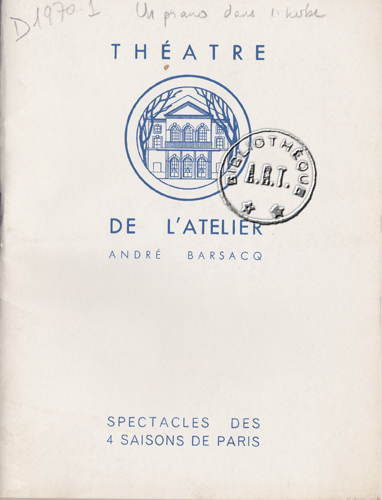 D1970-1 Un piano dans l'herbe
THÉATRE
BIBLIOTHÈQUE
A.R.T.
DE L'ATELIER
ANDRÉ BARSACQ
SPECTACLES DES
4 SAISONS DE PARIS